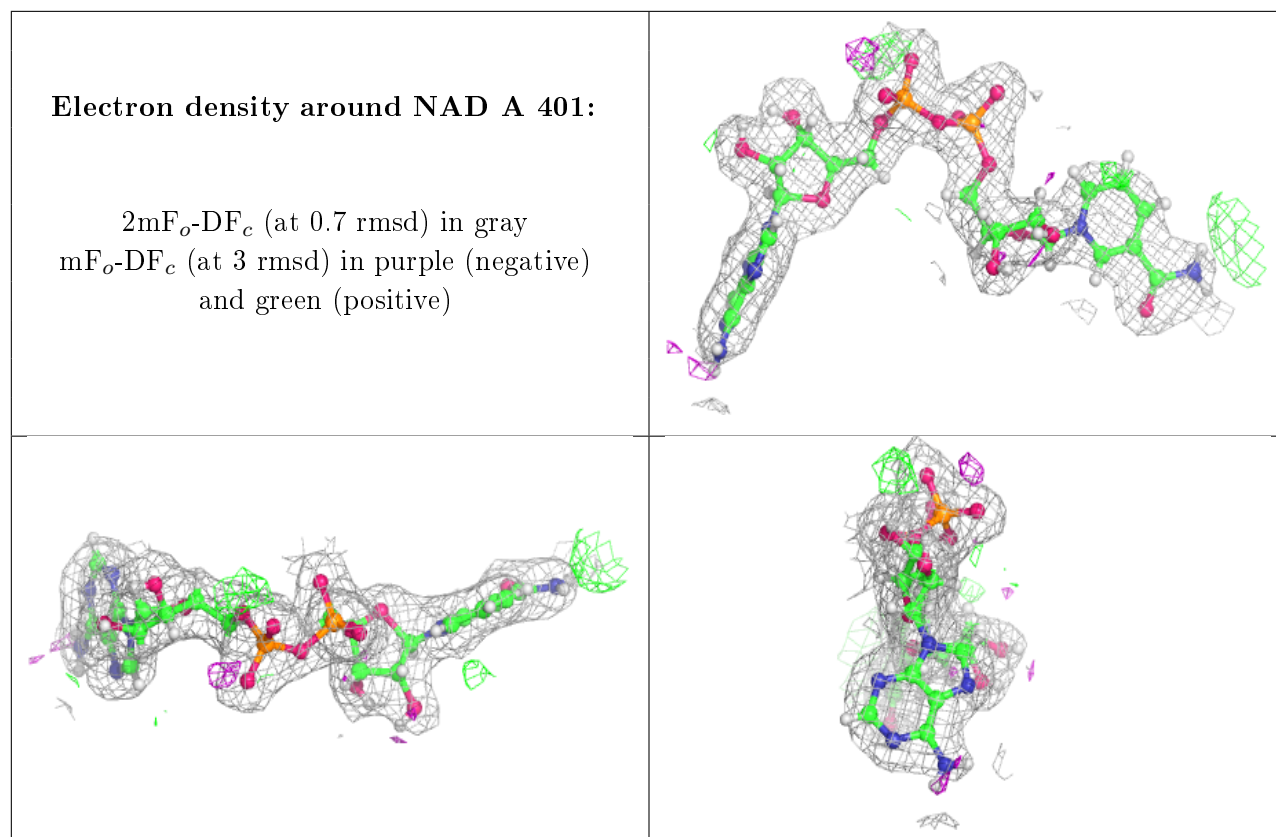 Electron density around NAD A 401:
2mFo-DFc (at 0.7 rmsd) in gray
mFo-DFc (at 3 rmsd) in purple (negative)
and green (positive)